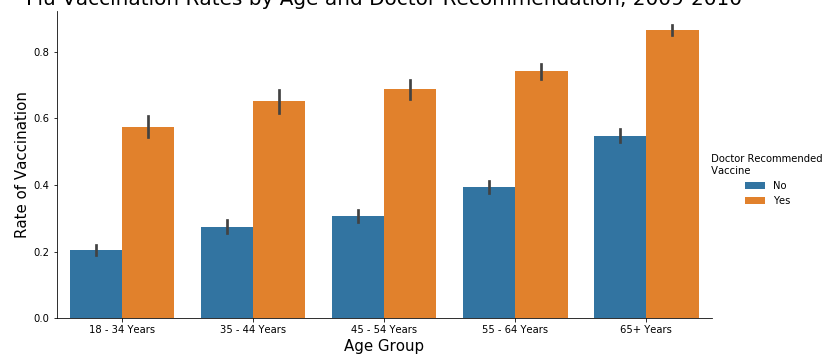 Flu Vaccination Rates by Age and Doctor Recommendation, 2009-2010
Rate of Vaccination
0.8
0.6
0.4
0.2
0.0
18 - 34 Years
35 - 44 Years
45 - 54 Years
55 - 64 Years
65+ Years
Age Group
Doctor Recommended
Vaccine
No
Yes